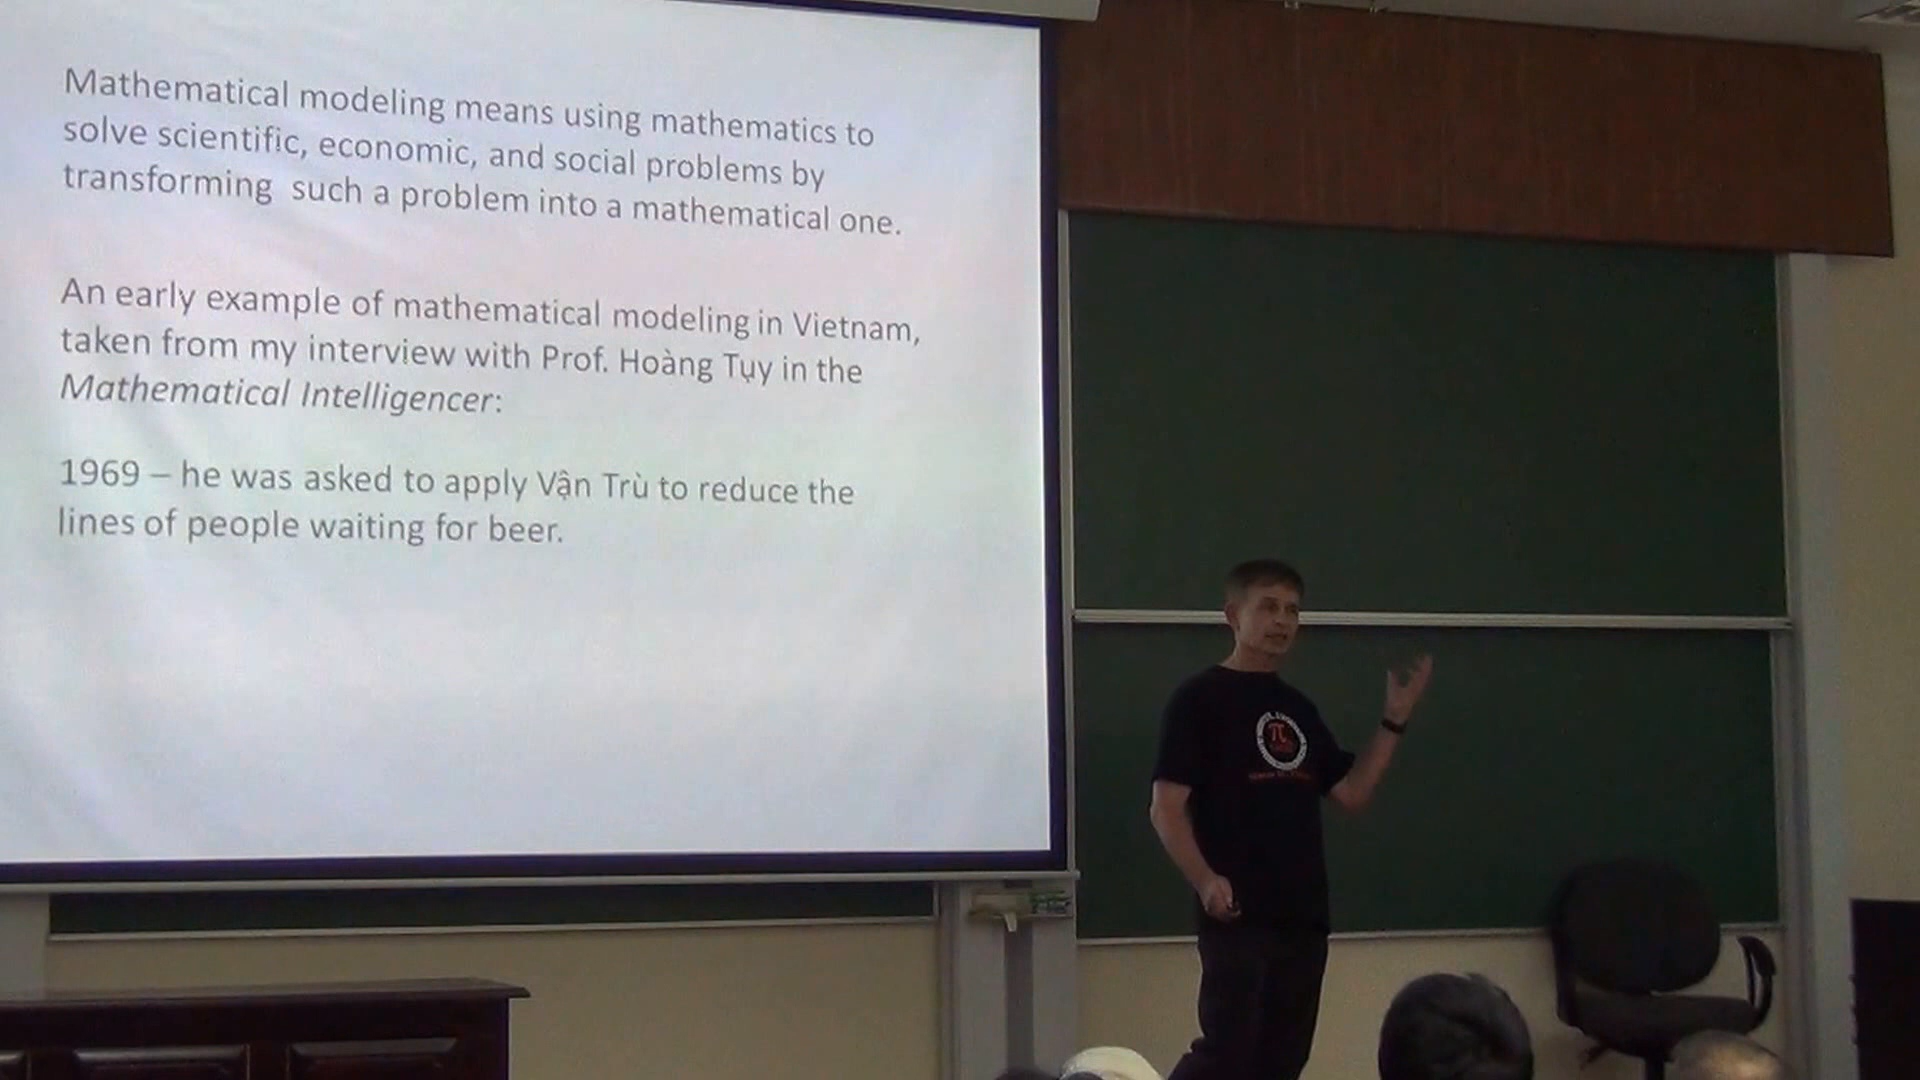 Mathematical modeling means using mathematics to
solve scientific, economic, and social problems by
transforming such a problem into a mathematical one.
An early example of mathematical modeling in Vietnam,
taken from my interview with Prof. Hoàng Tụy in the
Mathematical Intelligencer:
1969 – he was asked to apply Vận Trù to reduce the
lines of people waiting for beer.
π